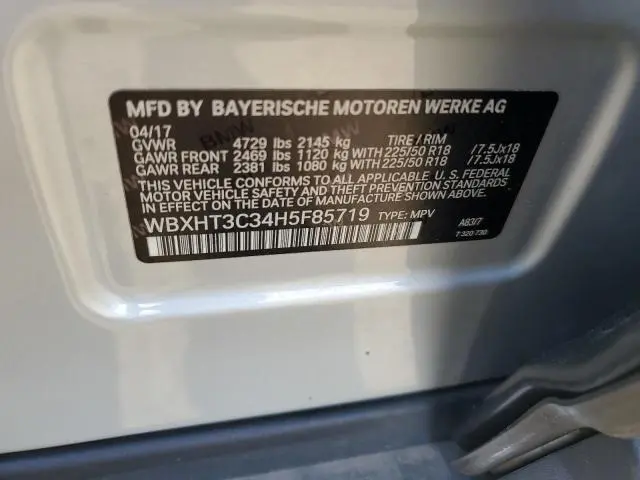 MFD BY BAYERISCHE MOTOREN WERKE AG
04/17
GVWR 4729 lbs 2145 kg TIRE / RIM
GAWR FRONT 2469 lbs 1120 kg WITH 225/50 R18 /7.5Jx18
GAWR REAR 2381 lbs 1080 kg WITH 225/50 R18 /7.5Jx18
THIS VEHICLE CONFORMS TO ALL APPLICABLE U.S. FEDERAL
MOTOR VEHICLE SAFETY AND THEFT PREVENTION STANDARDS
IN EFFECT ON THE DATE OF MANUFACTURE SHOWN ABOVE.
WBXHT3C34H5F85719 TYPE: MPV A83/7
7 320 730